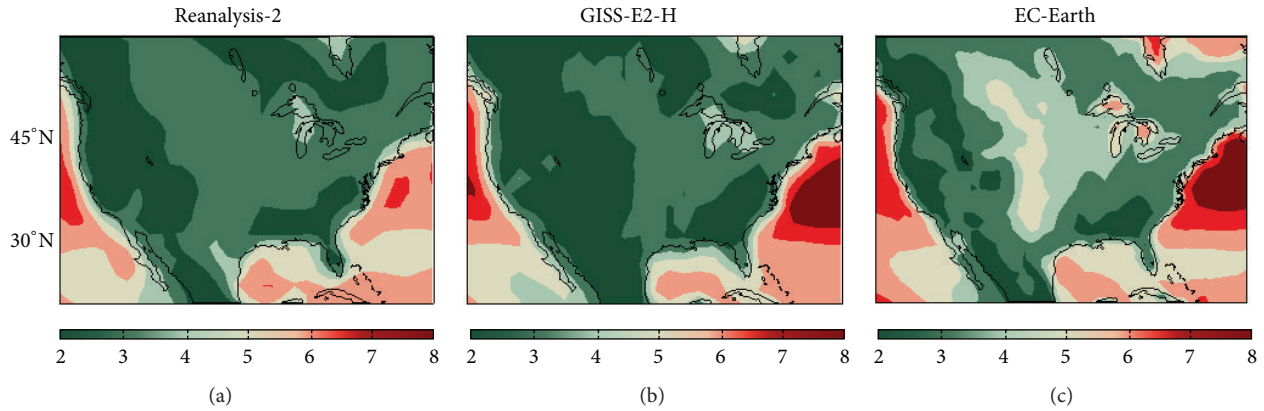 Reanalysis-2 GISS-E2-H EC-Earth
45°N
30°N
2 3 4 5 6 7 8 2 3 4 5 6 7 8 2 3 4 5 6 7 8
(a) (b) (c)